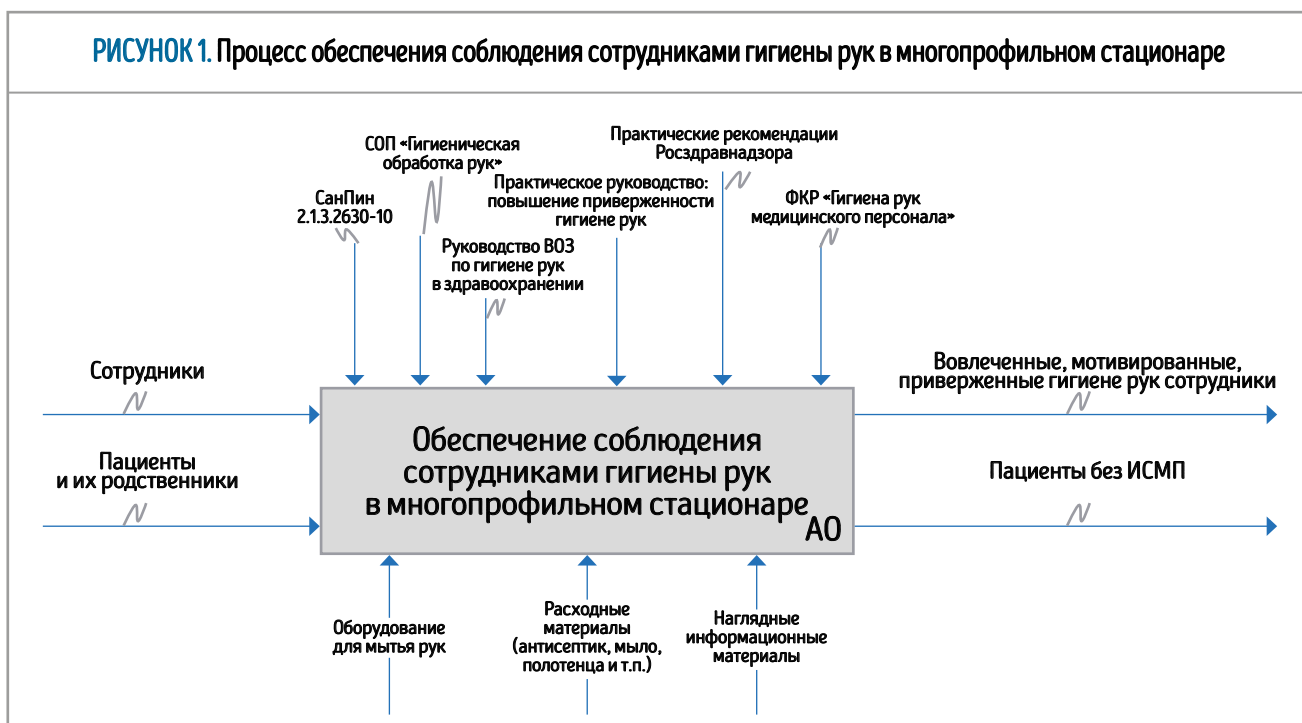 РИСУНОК 1. Процесс обеспечения соблюдения сотрудниками гигиены рук в многопрофильном стационаре
СОП «Гигиеническая
обработка рук»
СанПин
2.1.3.2630-10
Руководство ВОЗ
по гигиене рук
в здравоохранении
Практическое руководство:
повышение приверженности
гигиене рук
Практические рекомендации
Росздравнадзора
ФКР «Гигиена рук
медицинского персонала»
Сотрудники
Пациенты
и их родственники
Обеспечение соблюдения
сотрудниками гигиены рук
в многопрофильном стационаре
А0
Вовлеченные, мотивированные,
приверженные гигиене рук сотрудники
Пациенты без ИСМП
Оборудование
для мытья рук
Расходные
материалы
(антисептик, мыло,
полотенца и т.п.)
Наглядные
информационные
материалы